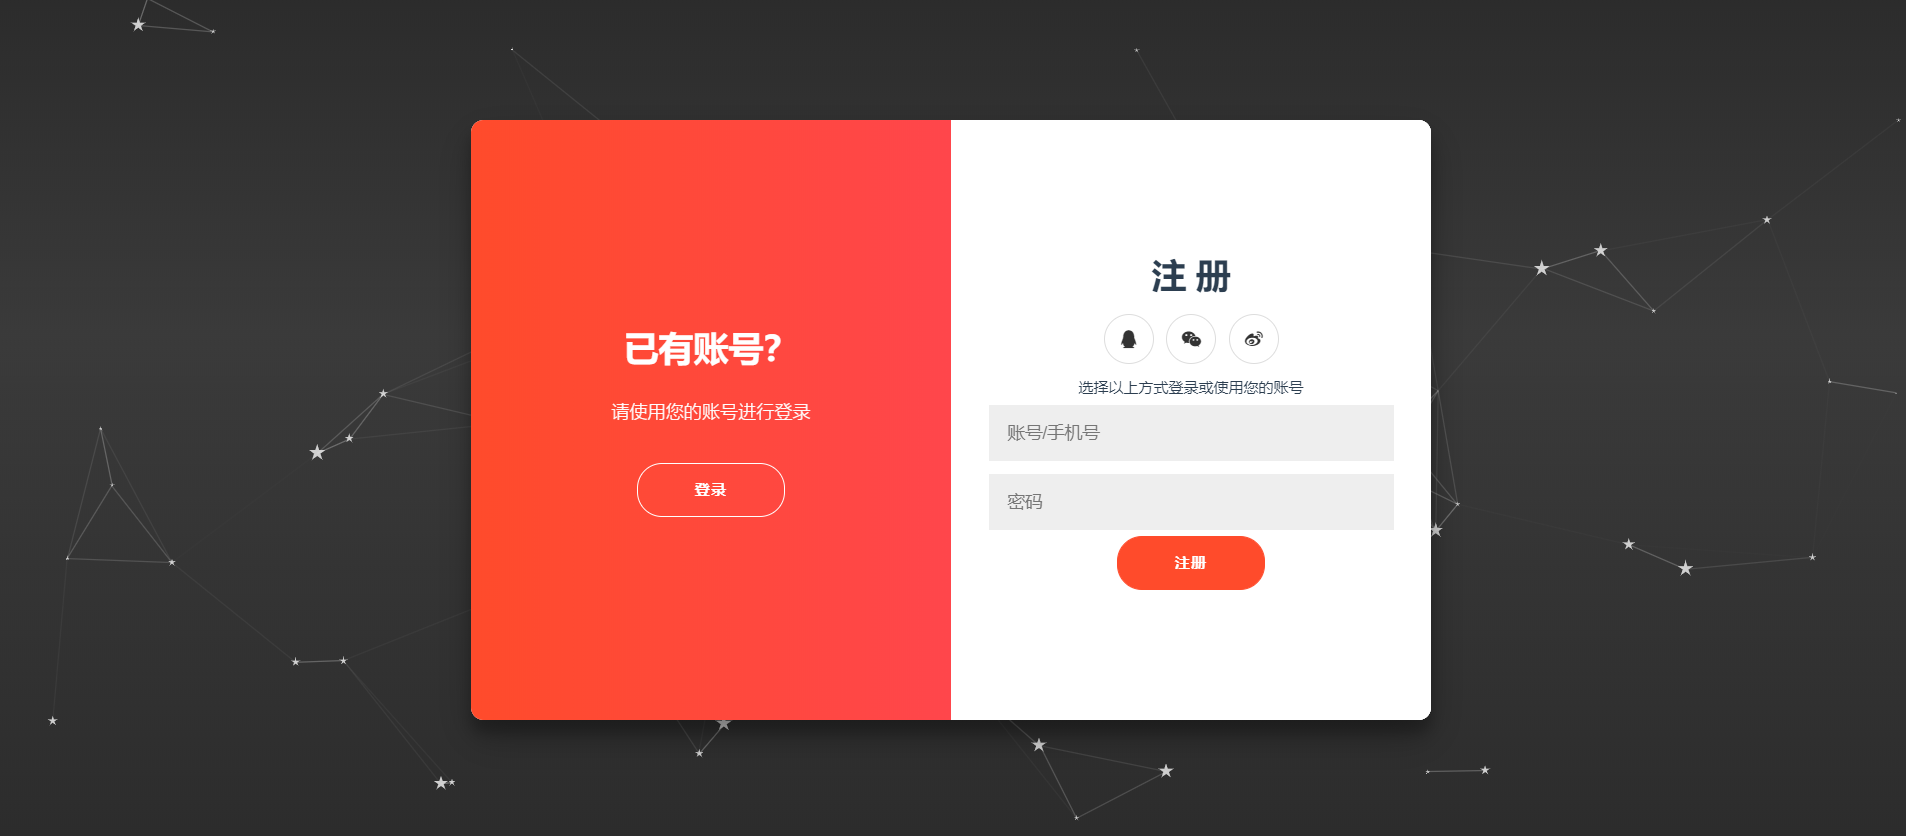 已有账号？
请使用您的账号进行登录
登录
注 册
选择以上方式登录或使用您的账号
账号/手机号
密码
注册